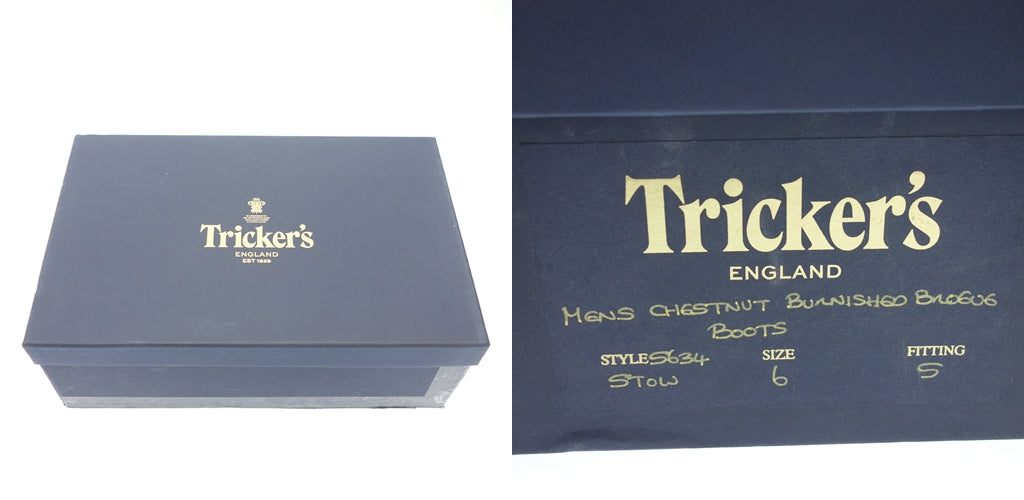 Tricker's
ENGLAND
EST 1829
Tricker's
ENGLAND
MENS CHESTNUT BURNISHED BROGUE
BOOTS
STYLE 5634 SIZE FITTING
STOW 6 5